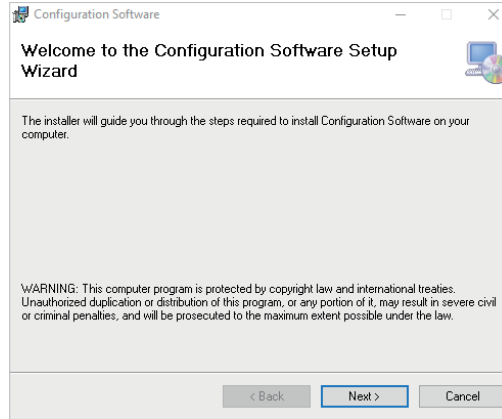 Configuration Software
Welcome to the Configuration Software Setup
Wizard
The installer will guide you through the steps required to install Configuration Software on your
computer.
WARNING: This computer program is protected by copyright law and international treaties.
Unauthorized duplication or distribution of this program, or any portion of it, may result in severe civil
or criminal penalties, and will be prosecuted to the maximum extent possible under the law.
< Back
Next >
Cancel